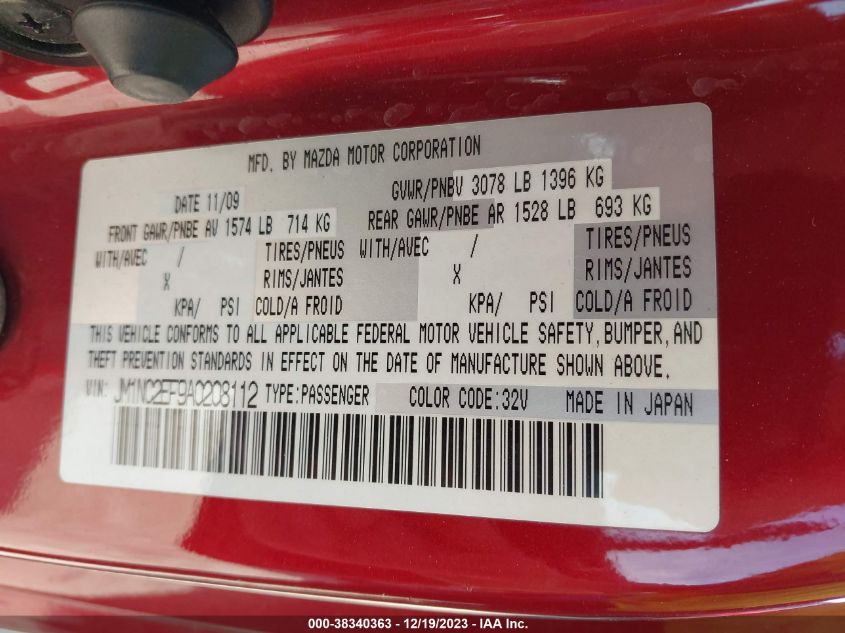 MFD. BY MAZDA MOTOR CORPORATION
DATE 11/09 GVWR/PNBV 3078 LB 1396 KG
FRONT GAWR/PNBE AV 1574 LB 714 KG REAR GAWR/PNBE AR 1528 LB 693 KG
WITH/AVEC / TIRES/PNEUS WITH/AVEC / TIRES/PNEUS
X RIMS/JANTES X RIMS/JANTES
KPA/ PSI COLD/A FROID KPA/ PSI COLD/A FROID
THIS VEHICLE CONFORMS TO ALL APPLICABLE FEDERAL MOTOR VEHICLE SAFETY, BUMPER, AND
THEFT PREVENTION STANDARDS IN EFFECT ON THE DATE OF MANUFACTURE SHOWN ABOVE.
VIN: JM1NC2EF9A0208112 TYPE:PASSENGER COLOR CODE:32V MADE IN JAPAN
000-38340363 - 12/19/2023 - IAA Inc.